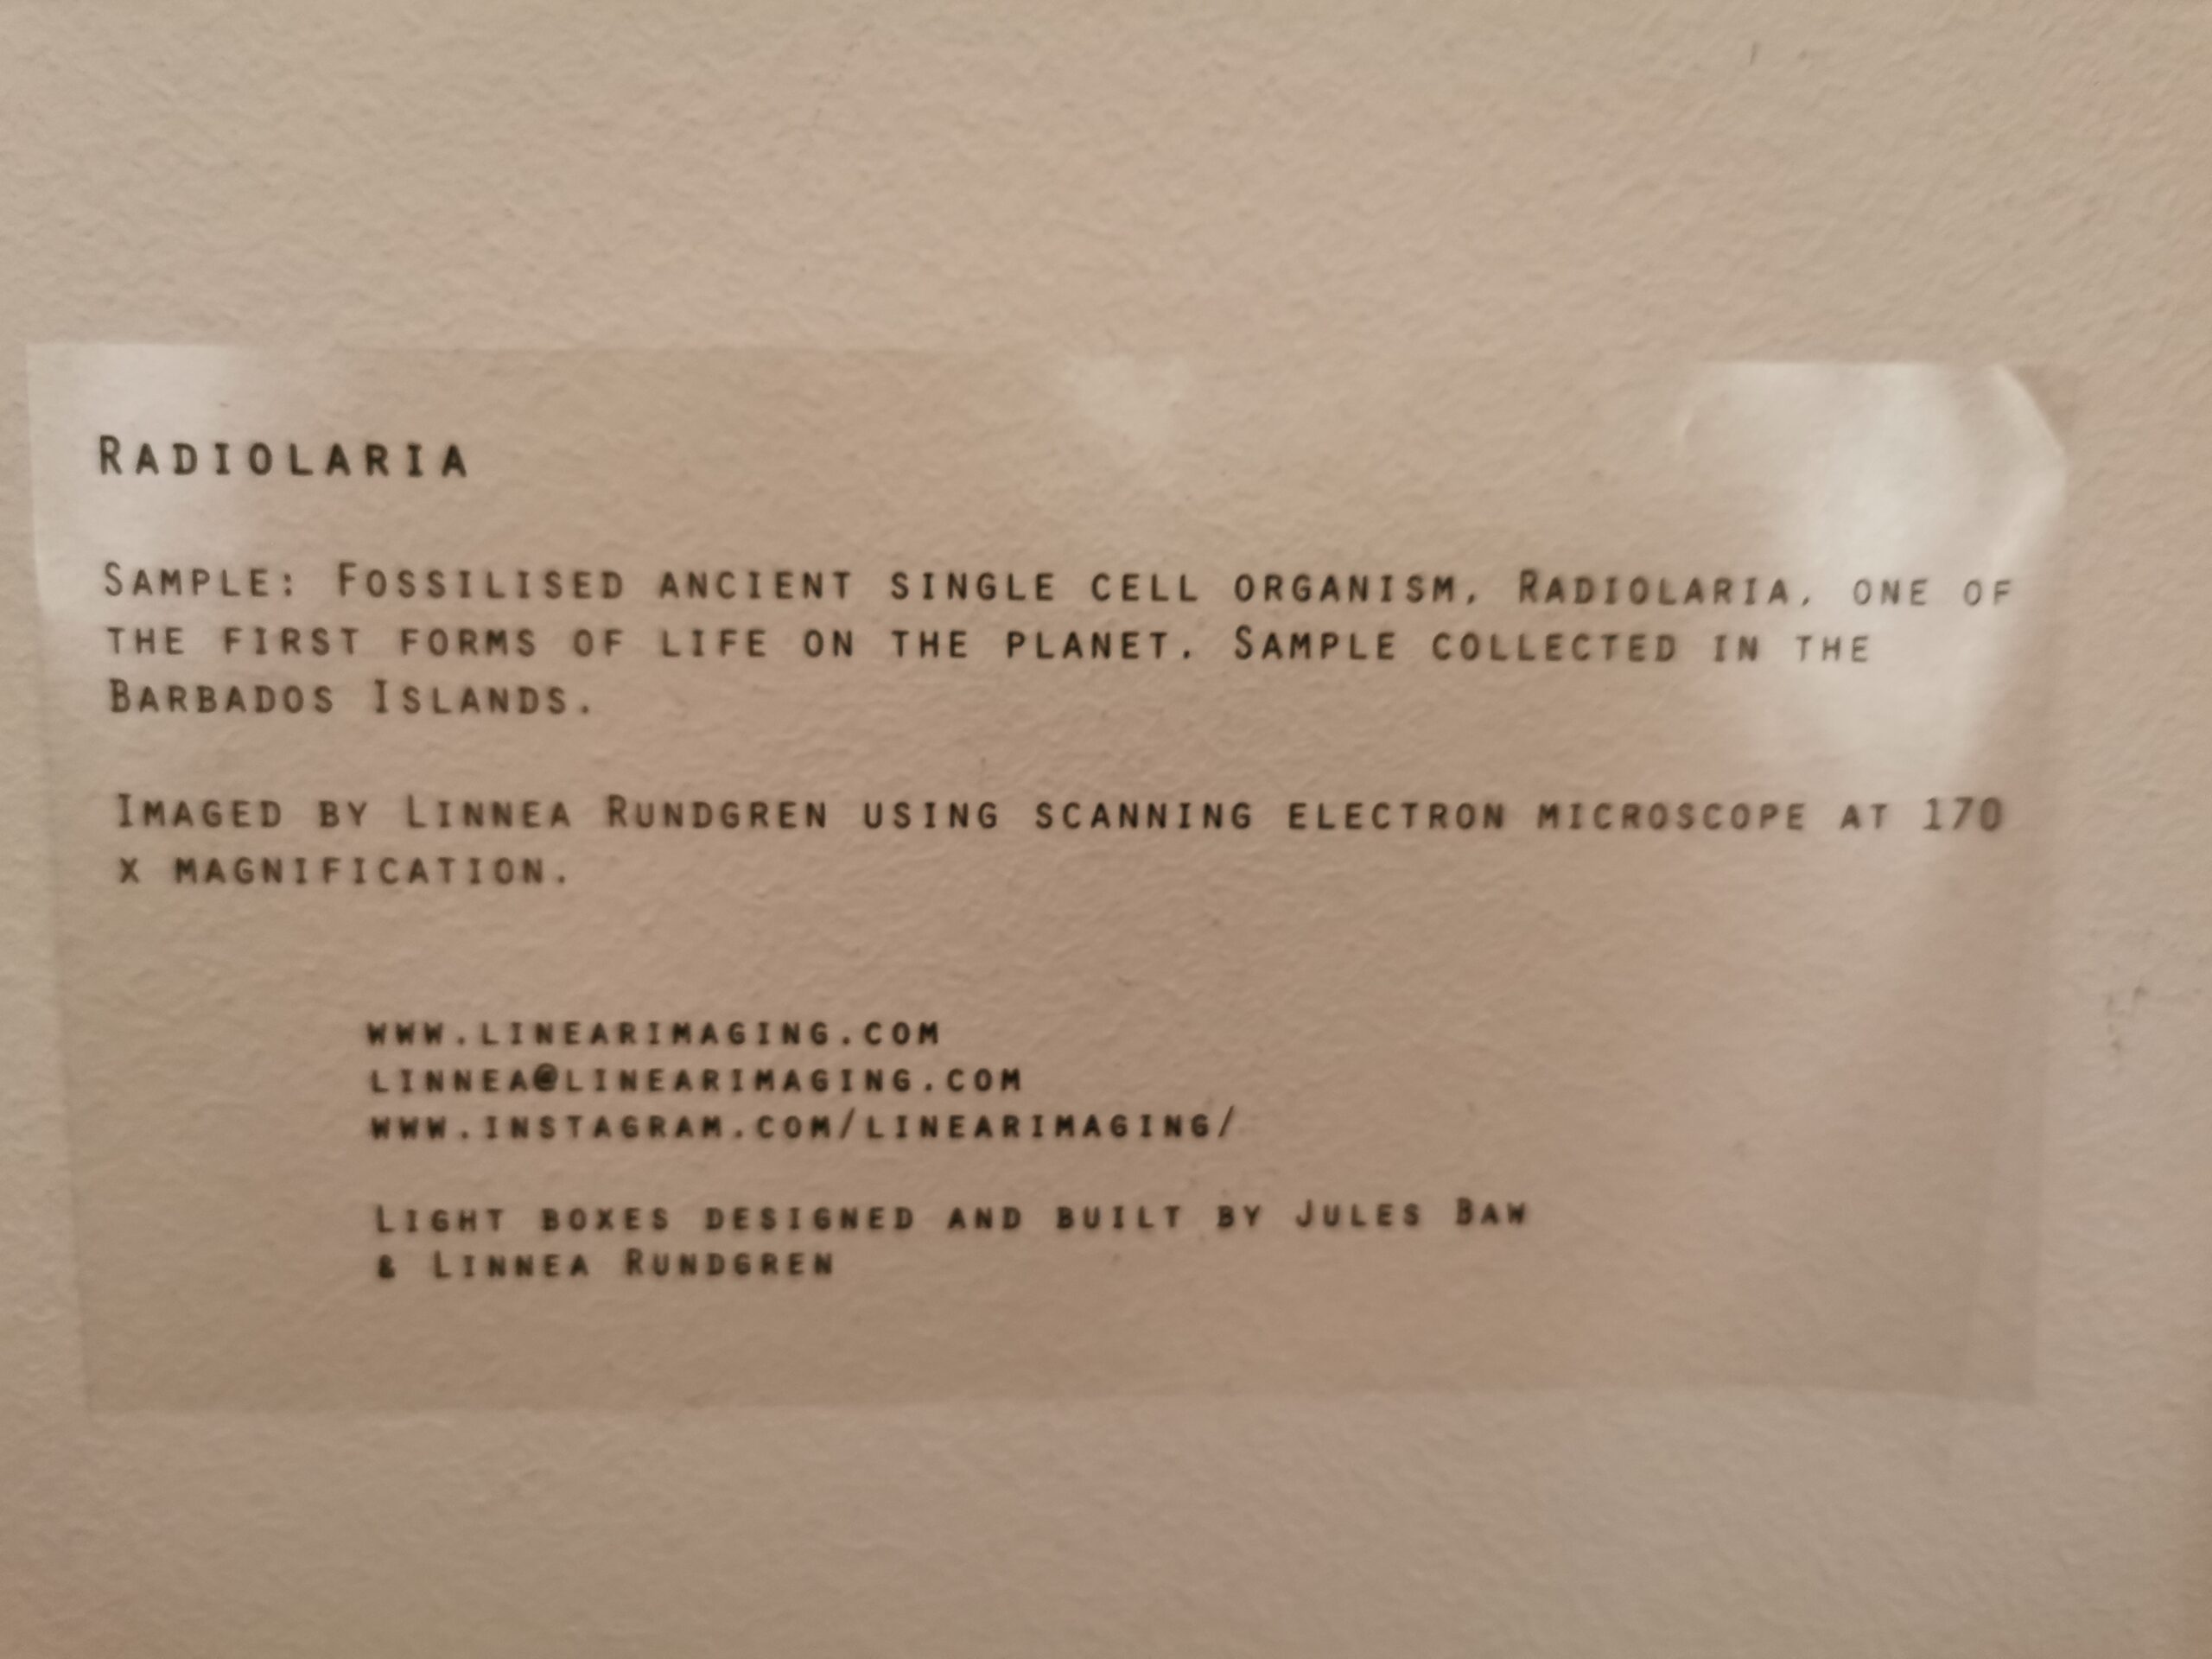 RADIOLARIA
SAMPLE: FOSSILISED ANCIENT SINGLE CELL ORGANISM, RADIOLARIA, ONE OF
THE FIRST FORMS OF LIFE ON THE PLANET. SAMPLE COLLECTED IN THE
BARBADOS ISLANDS.
IMAGED BY LINNEA RUNDGREN USING SCANNING ELECTRON MICROSCOPE AT 170
X MAGNIFICATION.
WWW.LINEARIMAGING.COM
LINNEA@LINEARIMAGING.COM
WWW.INSTAGRAM.COM/LINEARIMAGING/
LIGHT BOXES DESIGNED AND BUILT BY JULES BAW
& LINNEA RUNDGREN